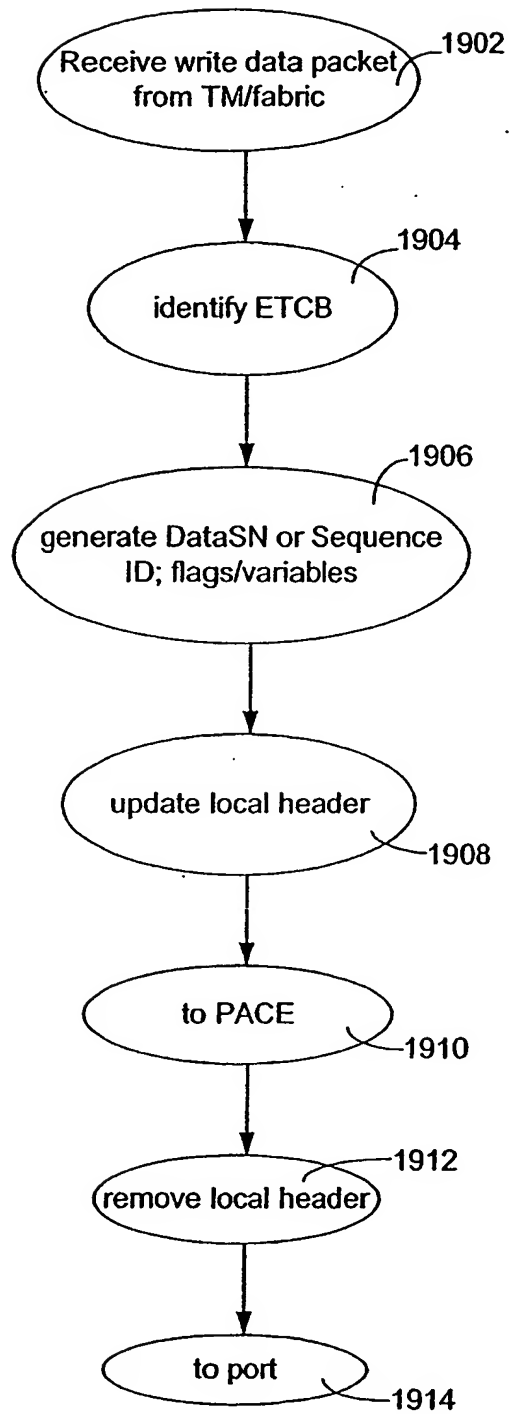 Receive write data packet
from TM/fabric
1902
1904
identify ETCB
1906
generate DataSN or Sequence
ID; flags/variables
update local header
1908
to PACE
1910
1912
remove local header
to port
1914